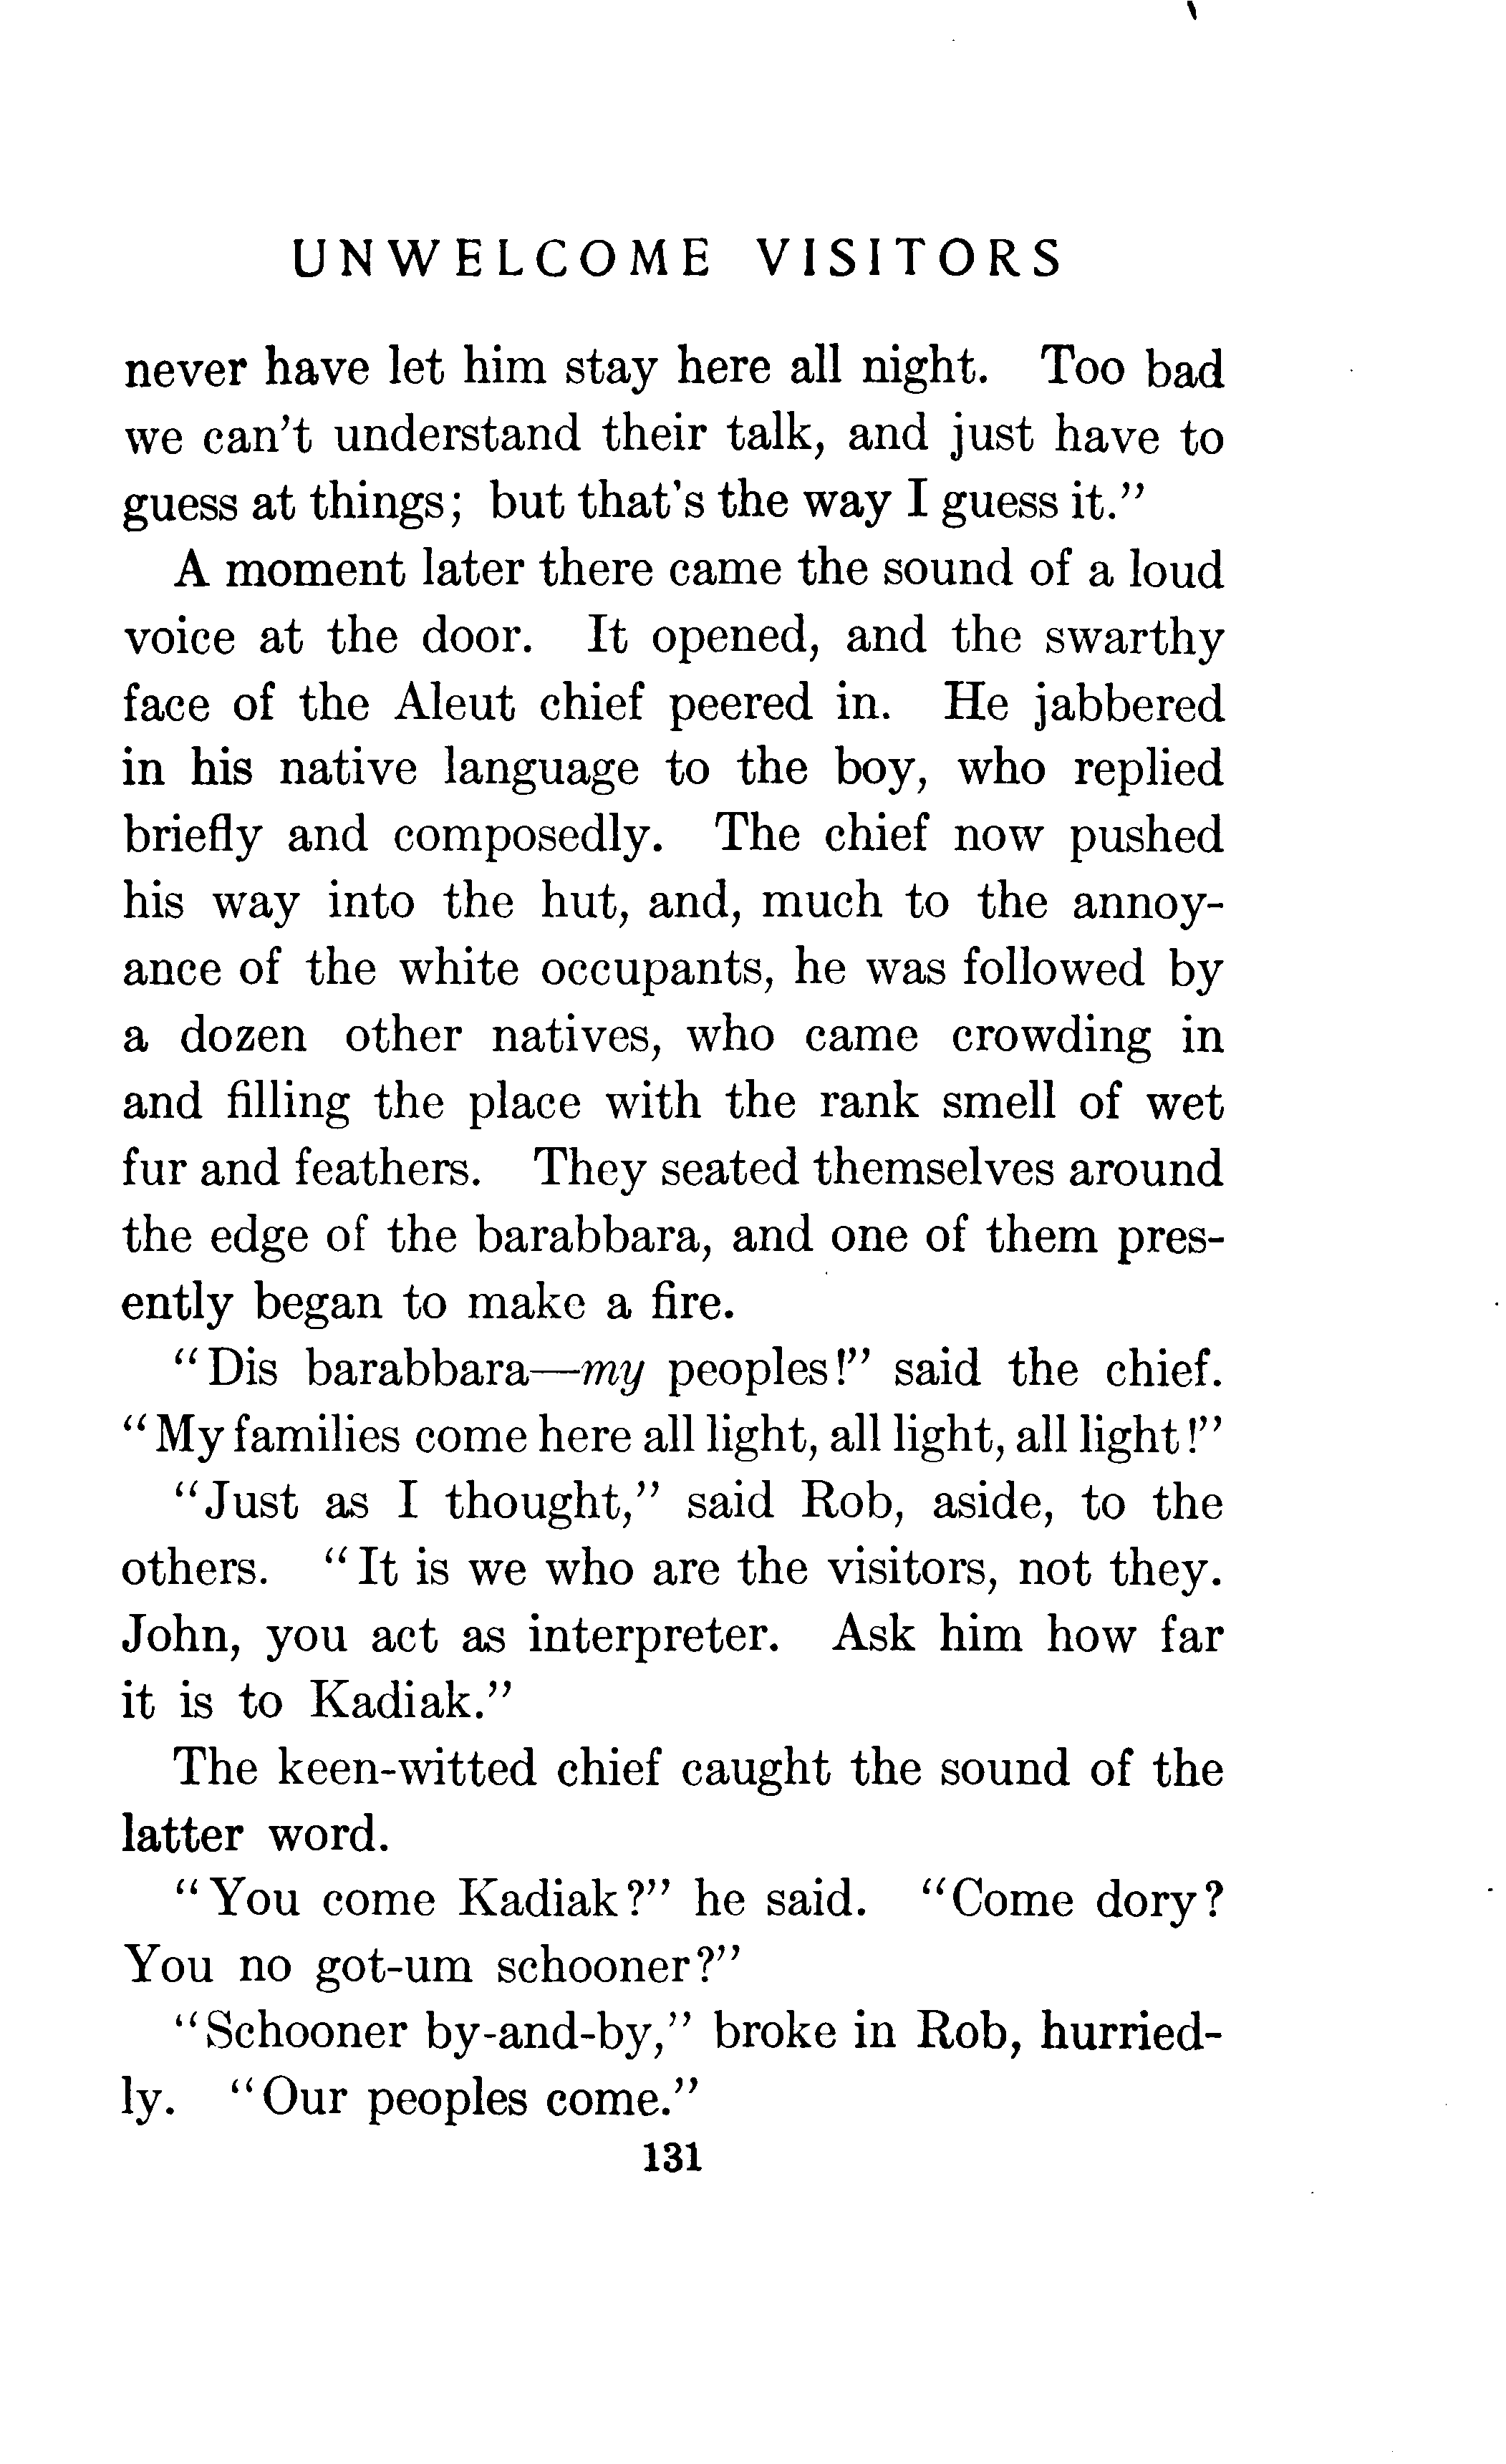 UNWELCOME VISITORS
never have let him stay here all night. Too bad
we can't understand their talk, and just have to
guess at things; but that's the way I guess it."
A moment later there came the sound of a loud
voice at the door. It opened, and the swarthy
face of the Aleut chief peered in. He jabbered
in his native language to the boy, who replied
briefly and composedly. The chief now pushed
his way into the hut, and, much to the annoy-
ance of the white occupants, he was followed by
a dozen other natives, who came crowding in
and filling the place with the rank smell of wet
fur and feathers. They seated themselves around
the edge of the barabbara, and one of them pres-
ently began to make a fire.
"Dis barabbara—my peoples!" said the chief.
"My families come here all light, all light, all light!"
"Just as I thought," said Rob, aside, to the
others. "It is we who are the visitors, not they.
John, you act as interpreter. Ask him how far
it is to Kadiak."
The keen-witted chief caught the sound of the
latter word.
"You come Kadiak?" he said. "Come dory?
You no got-um schooner?"
"Schooner by-and-by," broke in Rob, hurried-
ly. "Our peoples come."
131